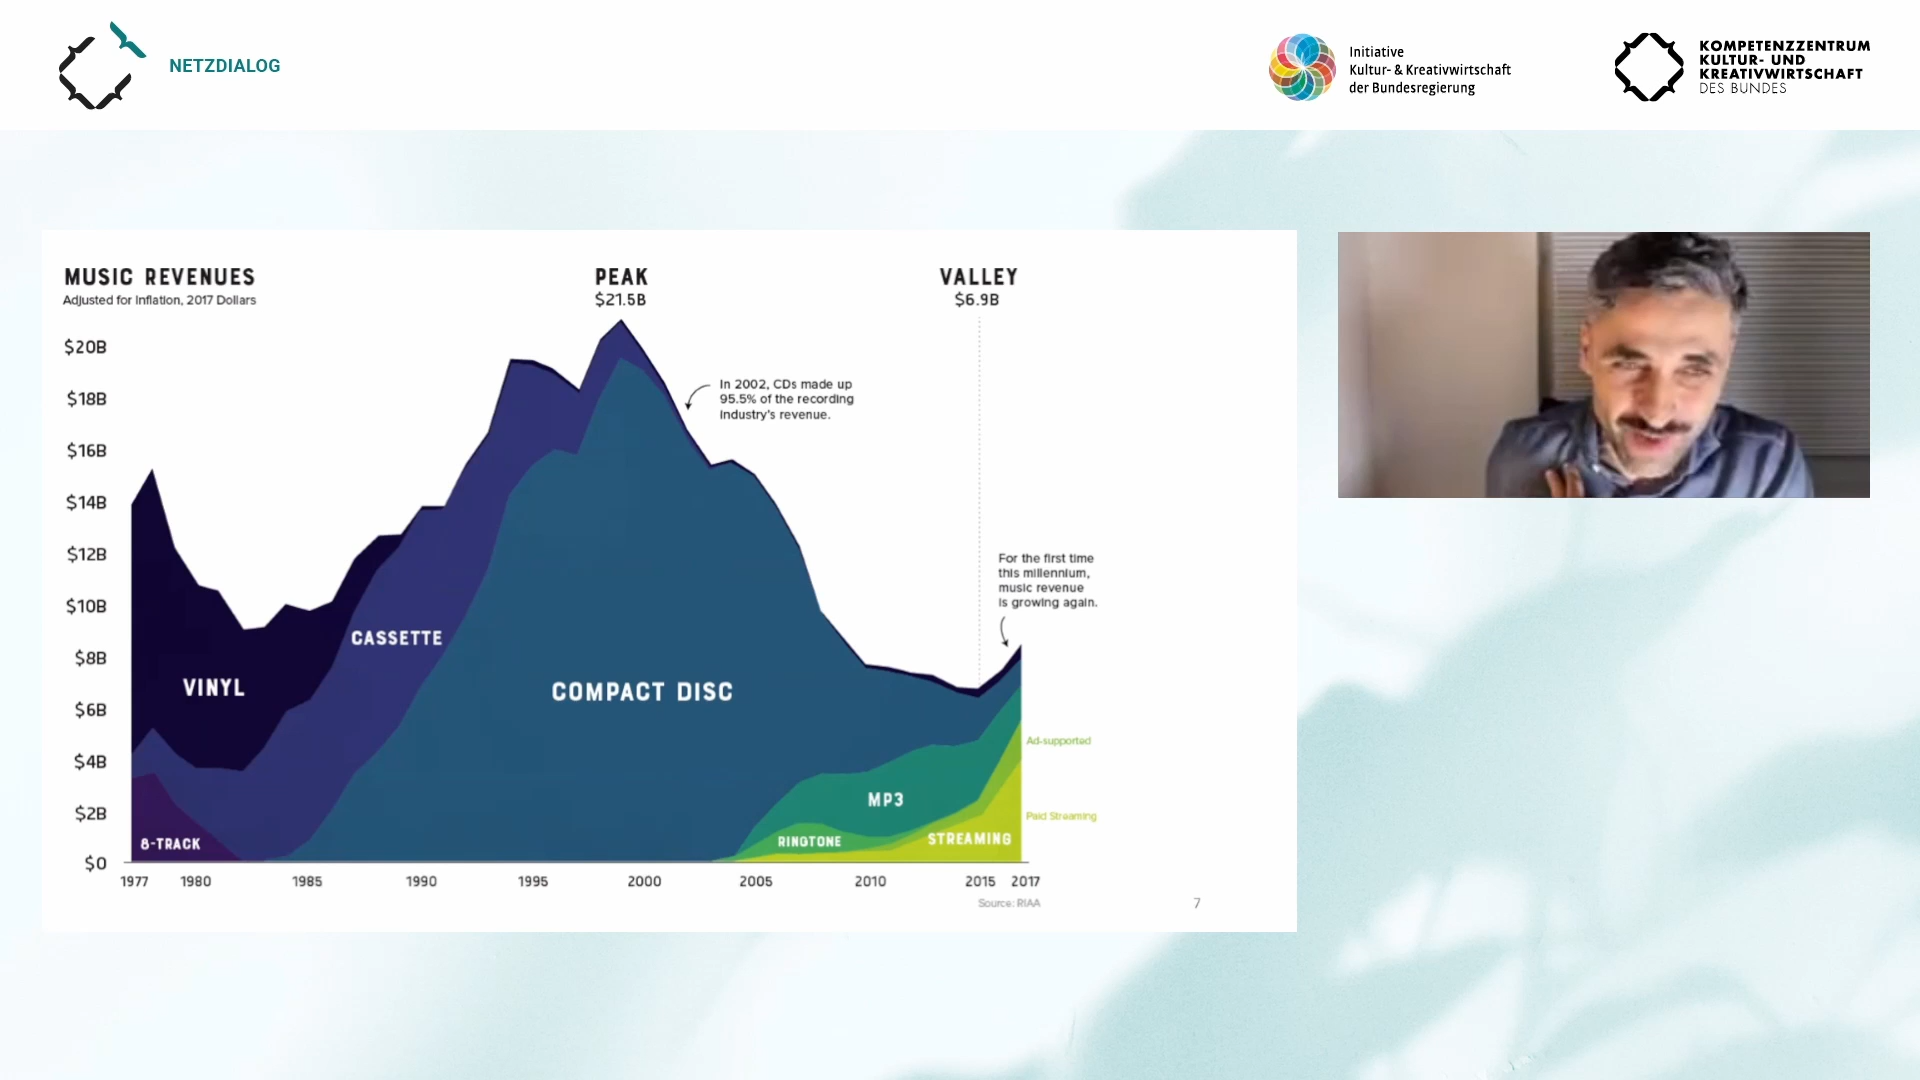 NETZDIALOG
Initiative
Kultur- & Kreativwirtschaft
der Bundesregierung
KOMPETENZZENTRUM
KULTUR- UND
KREATIVWIRTSCHAFT
DES BUNDES
MUSIC REVENUES
Adjusted for Inflation, 2017 Dollars
PEAK
$21.5B
VALLEY
$6.9B
$20B
$18B
$16B
$14B
$12B
$10B
$8B
$6B
$4B
$2B
$0
In 2002, CDs made up
95.5% of the recording
industry's revenue.
For the first time
this millennium,
music revenue
is growing again.
CASSETTE
VINYL
COMPACT DISC
Ad-supported
MP3
Paid Streaming
8-TRACK
RINGTONE
STREAMING
1977 1980 1985 1990 1995 2000 2005 2010 2015 2017
Source: RIAA
7